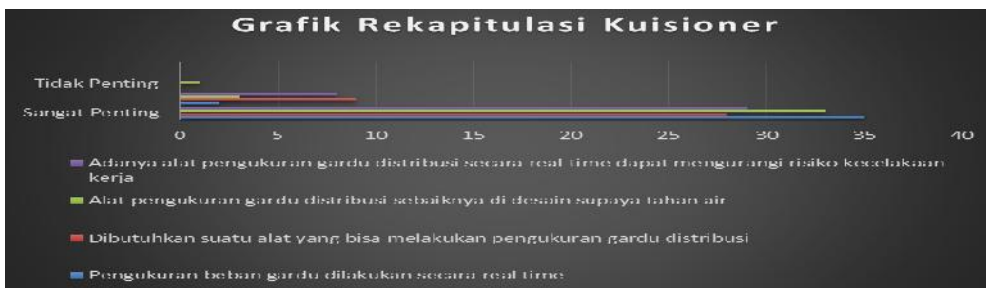 Grafik Rekapitulasi Kuisioner
Tidak Penting
Sangat Penting
0 5 10 15 20 25 30 35 40
Adanya alat pengukuran gardu distribusi secara real time dapat mengurangi risiko kecelakaan
kerja
Alat pengukuran gardu distribusi sebaiknya di desain supaya tahan air
Dibutuhkan suatu alat yang bisa melakukan pengukuran gardu distribusi
Pengukuran beban gardu dilakukan secara real time